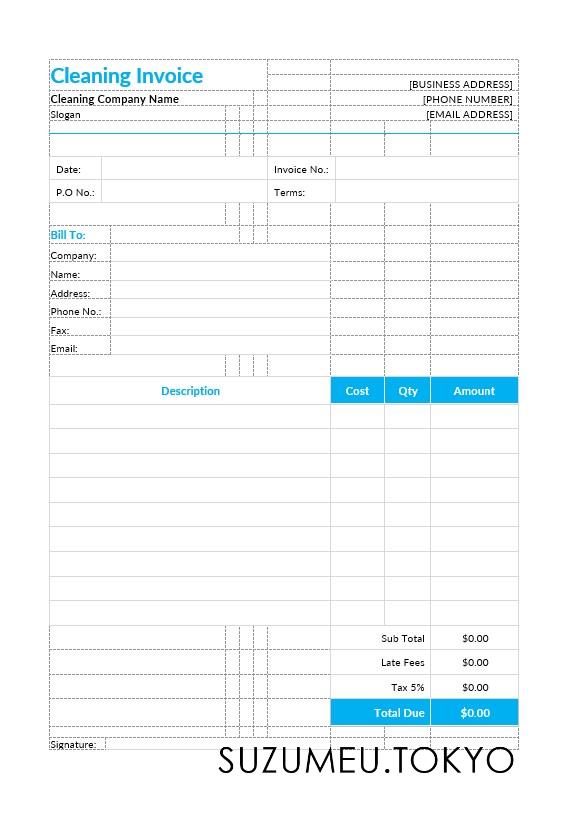 Cleaning Invoice
[BUSINESS ADDRESS]
Cleaning Company Name [PHONE NUMBER]
Slogan [EMAIL ADDRESS]
Date: Invoice No.:
P.O No.: Terms:
Bill To:
Company:
Name:
Address:
Phone No.:
Fax:
Email:
Description Cost Qty Amount
Sub Total $0.00
Late Fees $0.00
Tax 5% $0.00
Total Due $0.00
Signature:
SUZUMEU.TOKYO